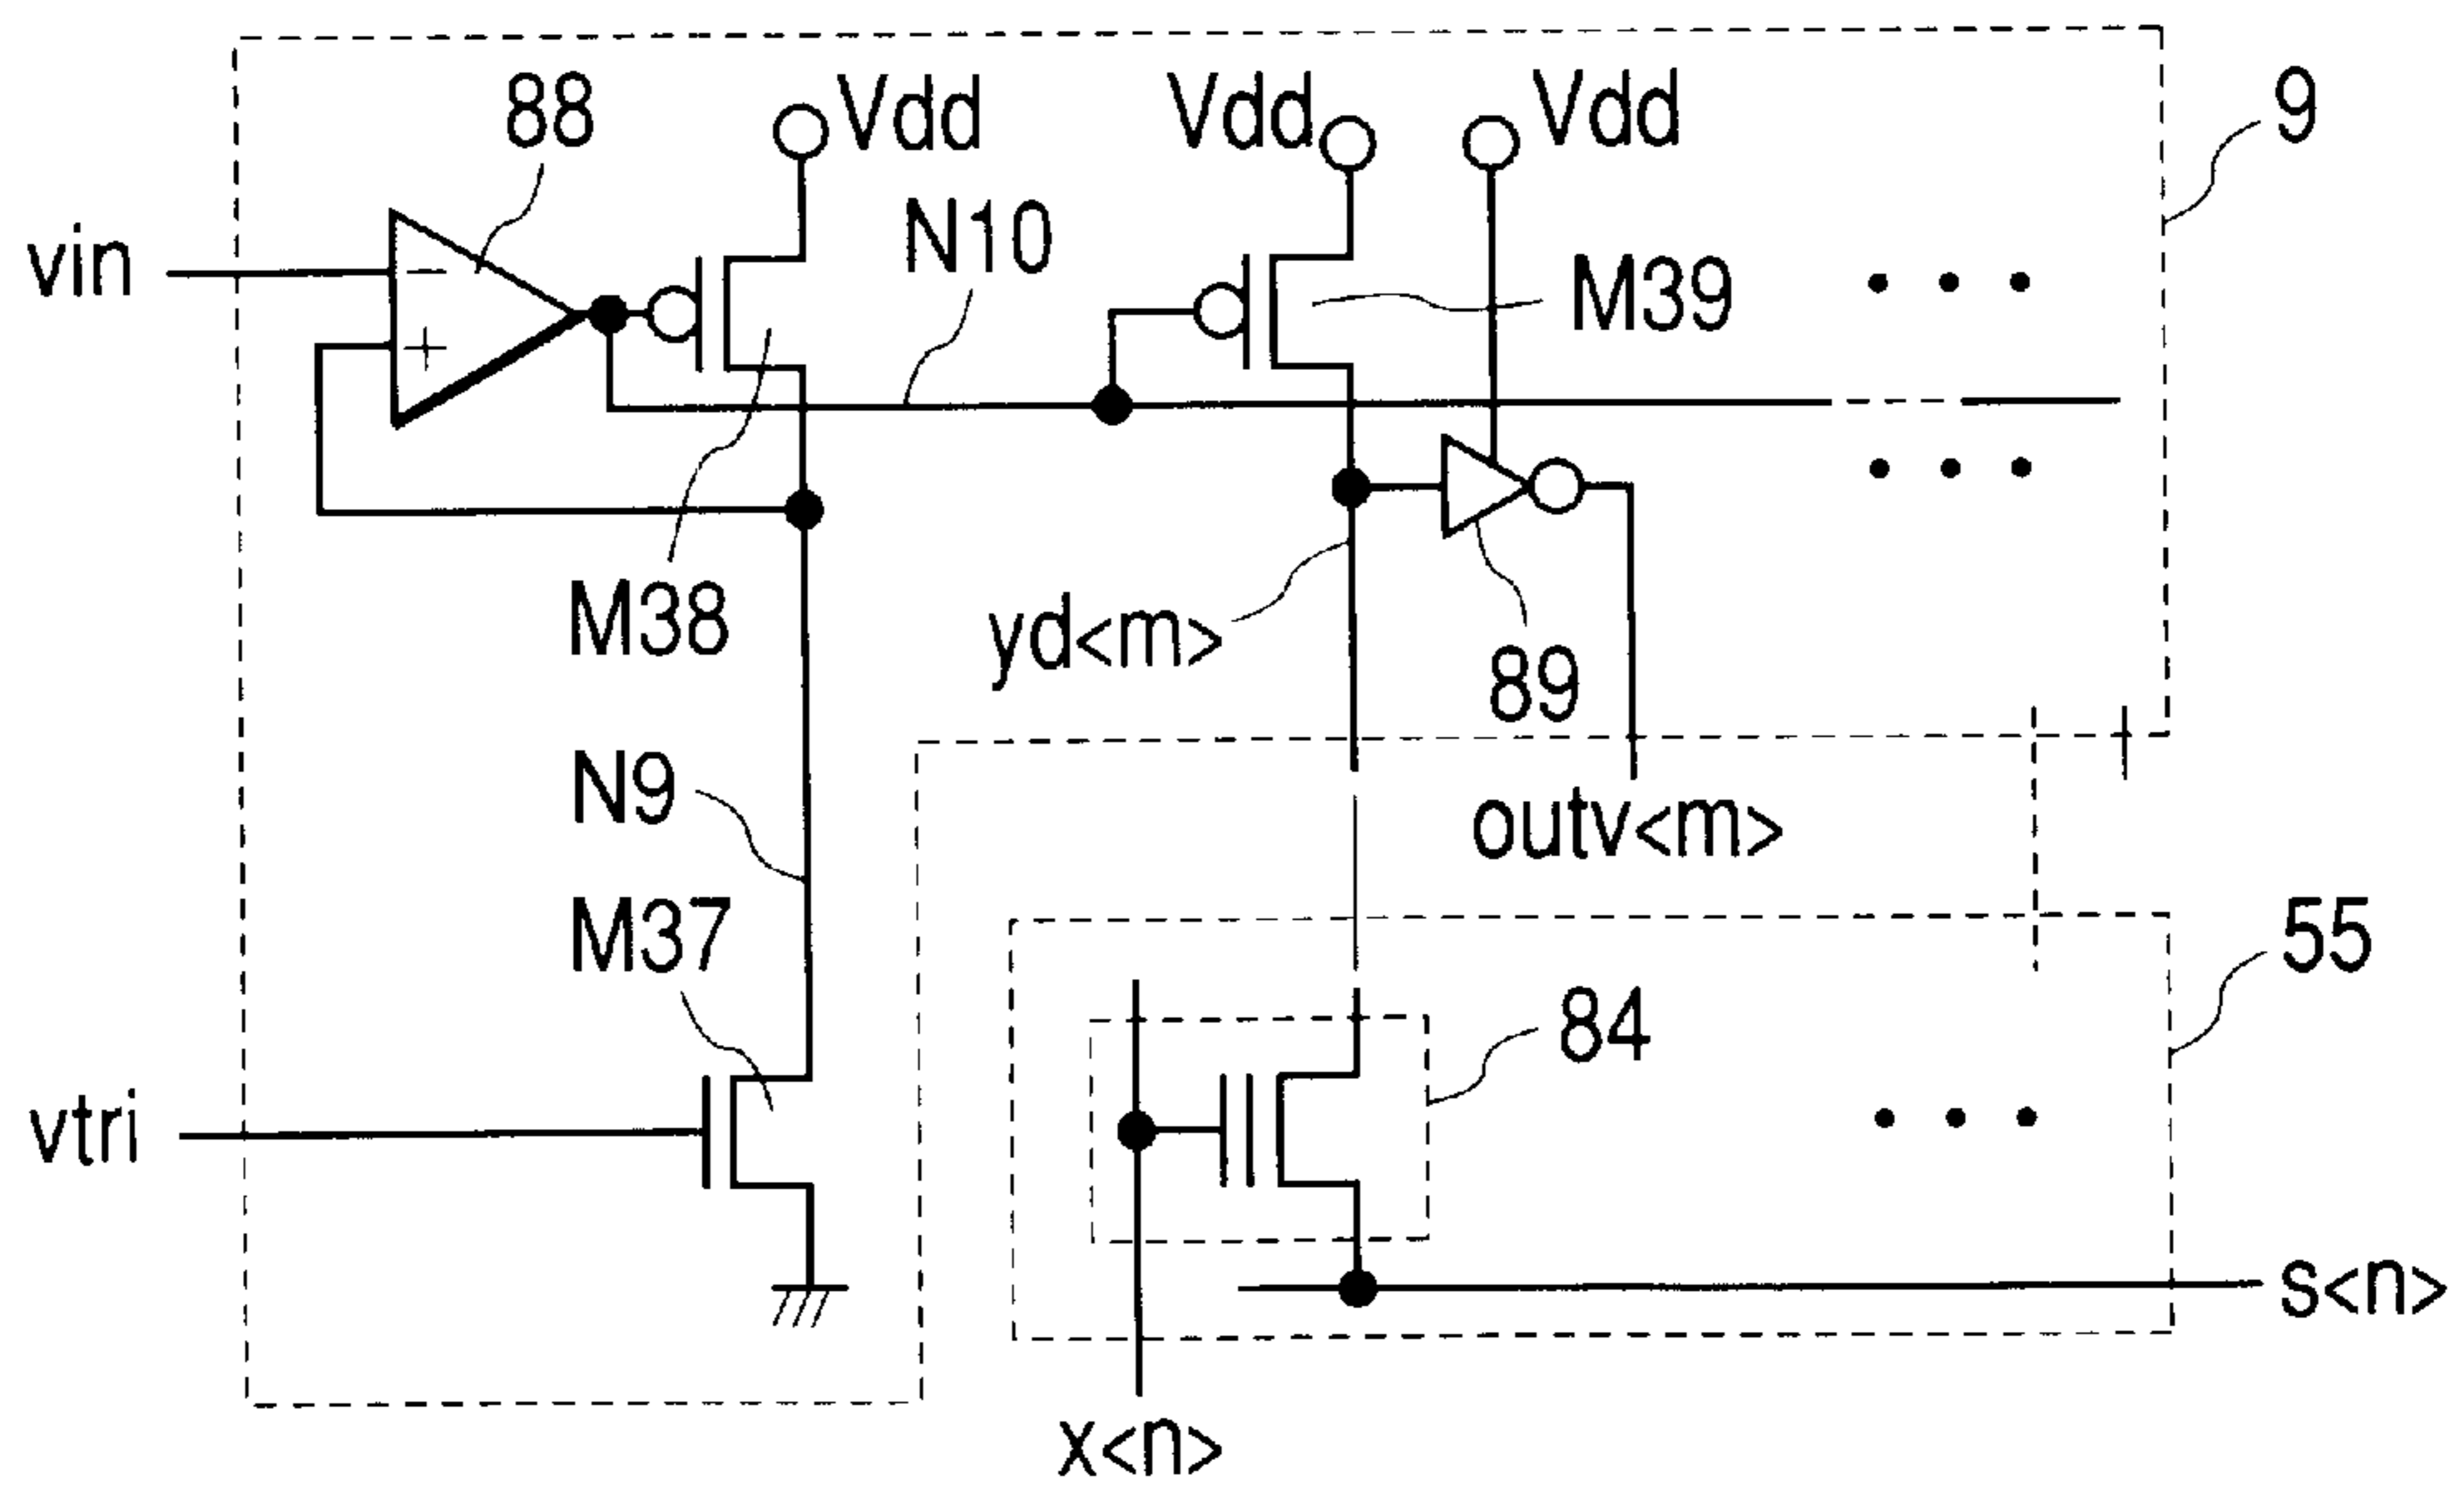 88
Vdd
Vdd
Vdd
9
vin
N10
M39
−
+
M38
yd<m>
89
N9
outv<m>
M37
55
84
vtri
s<n>
x<n>